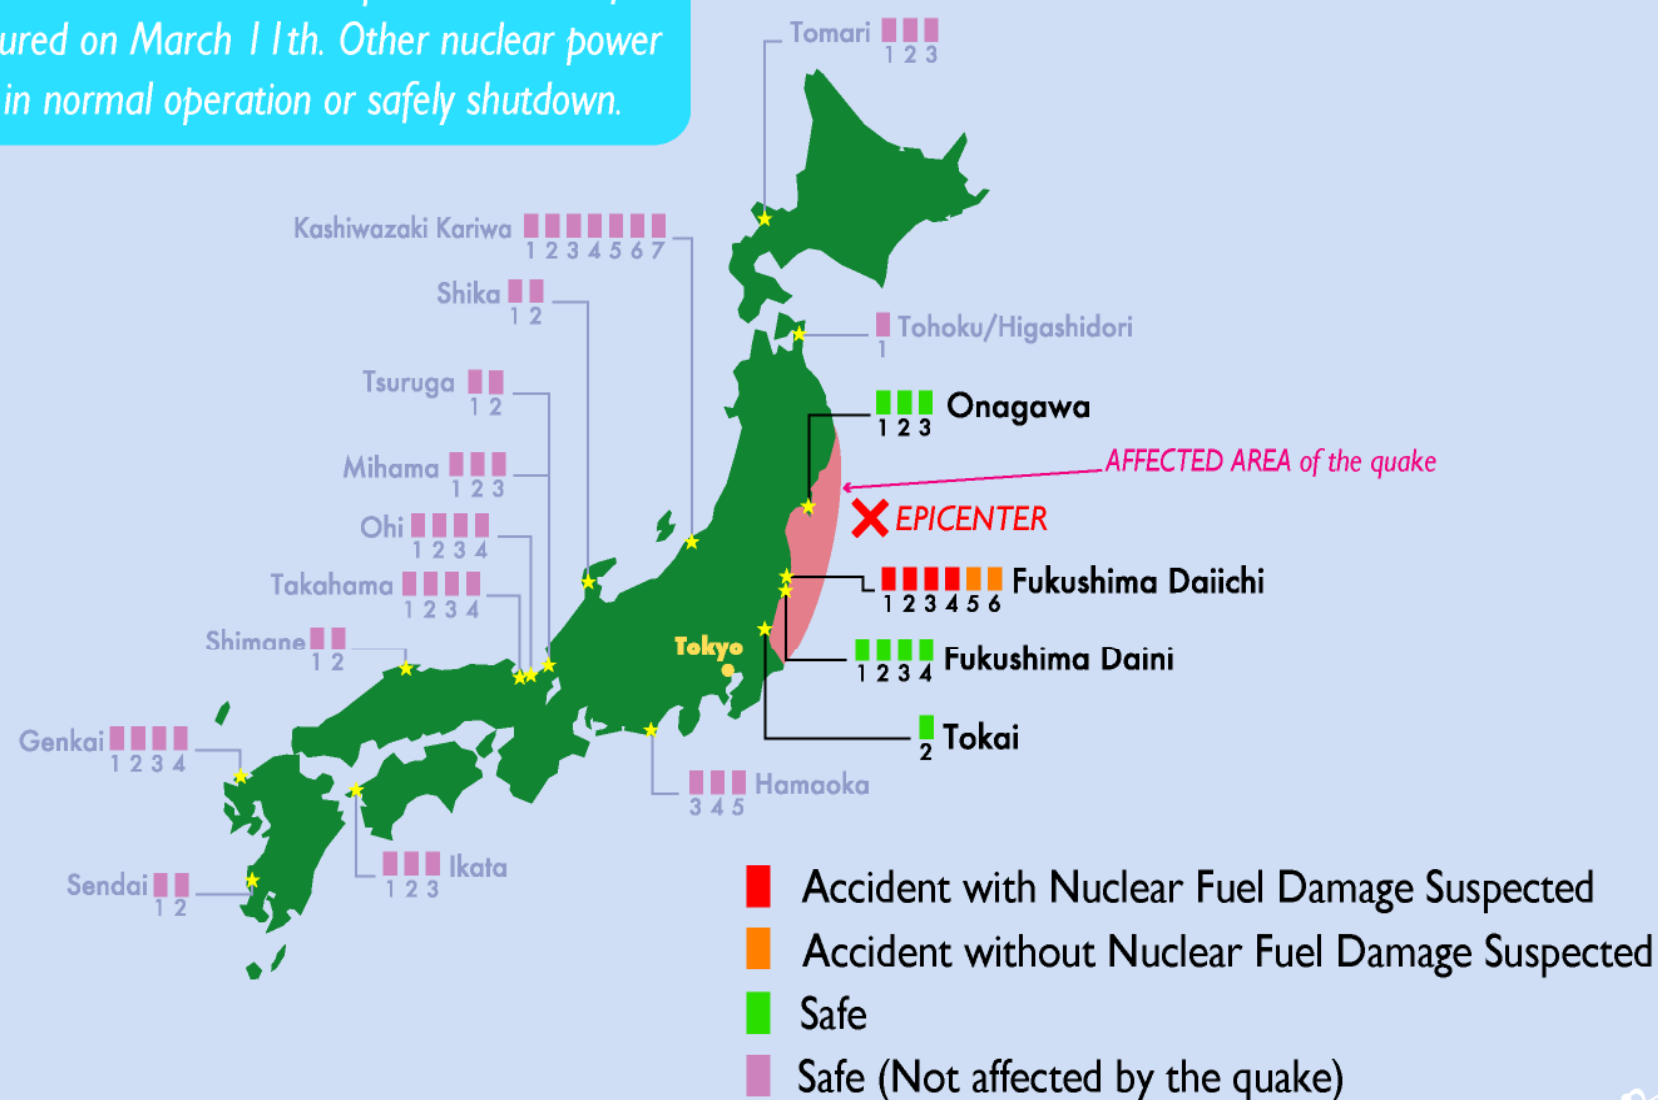 ured on March 11th. Other nuclear power
in normal operation or safely shutdown.
Tomari
1 2 3
Kashiwazaki Kariwa
1 2 3 4 5 6 7
Shika
1 2
Tohoku/Higashidori
1
Tsuruga
1 2
Onagawa
1 2 3
Mihama
1 2 3
AFFECTED AREA of the quake
EPICENTER
Ohi
1 2 3 4
Takahama
1 2 3 4
Fukushima Daiichi
1 2 3 4 5 6
Shimane
1 2
Tokyo
Fukushima Daini
1 2 3 4
Genkai
1 2 3 4
Tokai
2
Hamaoka
3 4 5
Ikata
1 2 3
Sendai
1 2
Accident with Nuclear Fuel Damage Suspected
Accident without Nuclear Fuel Damage Suspected
Safe
Safe (Not affected by the quake)